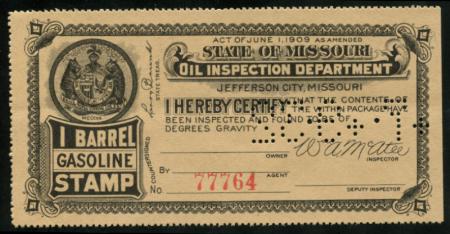 ACT OF JUNE 1, 1909 AS AMENDED
STATE OF MISSOURI
OIL INSPECTION DEPARTMENT
JEFFERSON CITY, MISSOURI
I HEREBY CERTIFY THAT THE CONTENTS OF
THE WITHIN PACKAGE HAVE
BEEN INSPECTED AND FOUND TO BE OF
DEGREES GRAVITY
OWNER
INSPECTOR
BY
AGENT
DEPUTY INSPECTOR
No. 77764
COUNTERSIGNED
STATE TREAS.
1 BARREL
GASOLINE
STAMP